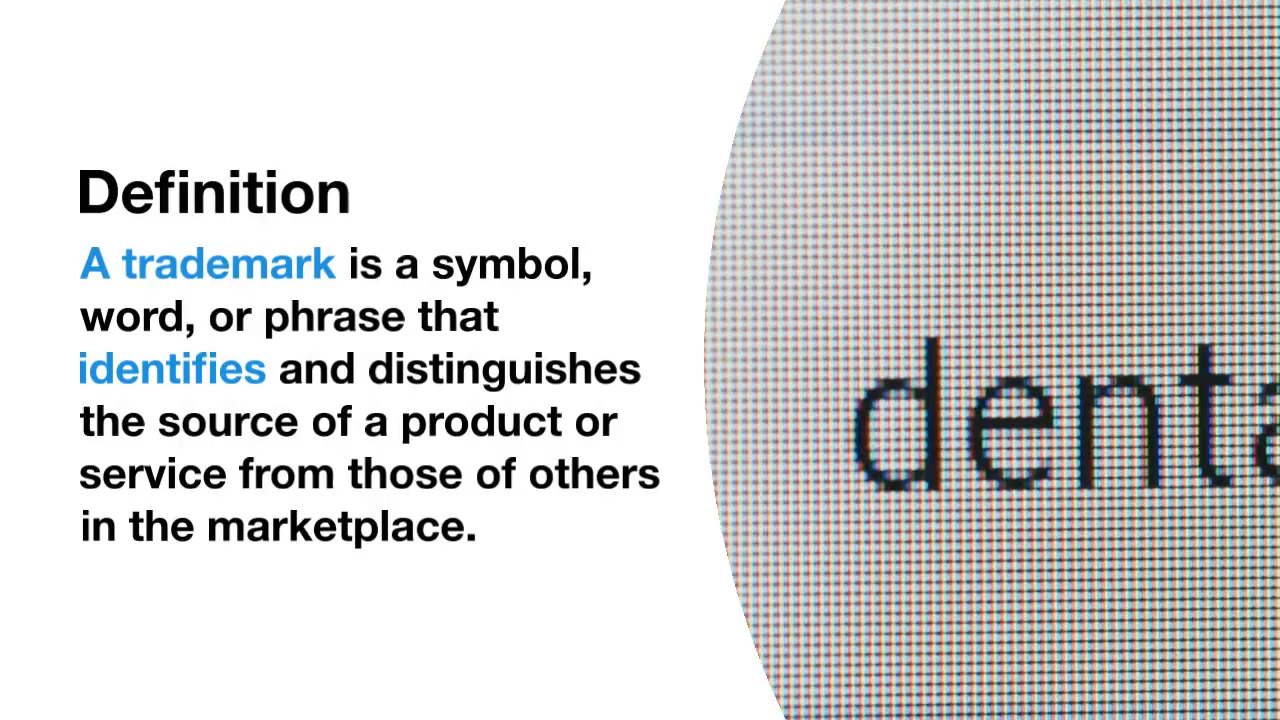 Definition
A trademark is a symbol,
word, or phrase that
identifies and distinguishes
the source of a product or
service from those of others
in the marketplace.